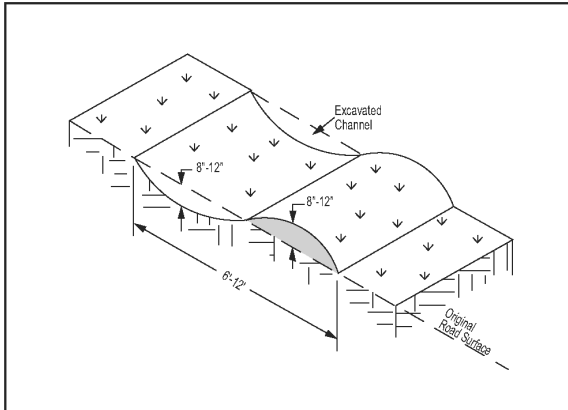 Excavated
Channel
8"-12"
8"-12"
6'-12'
Original
Road Surface